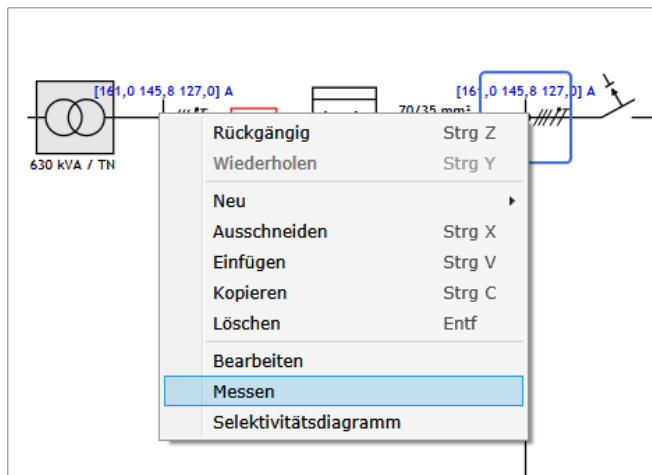 [161,0 145,8 127,0] A
[161,0 145,8 127,0] A
70/35 mm²
630 kVA / TN
Rückgängig Strg Z
Wiederholen Strg Y
Neu
Ausschneiden Strg X
Einfügen Strg V
Kopieren Strg C
Löschen Entf
Bearbeiten
Messen
Selektivitätsdiagramm